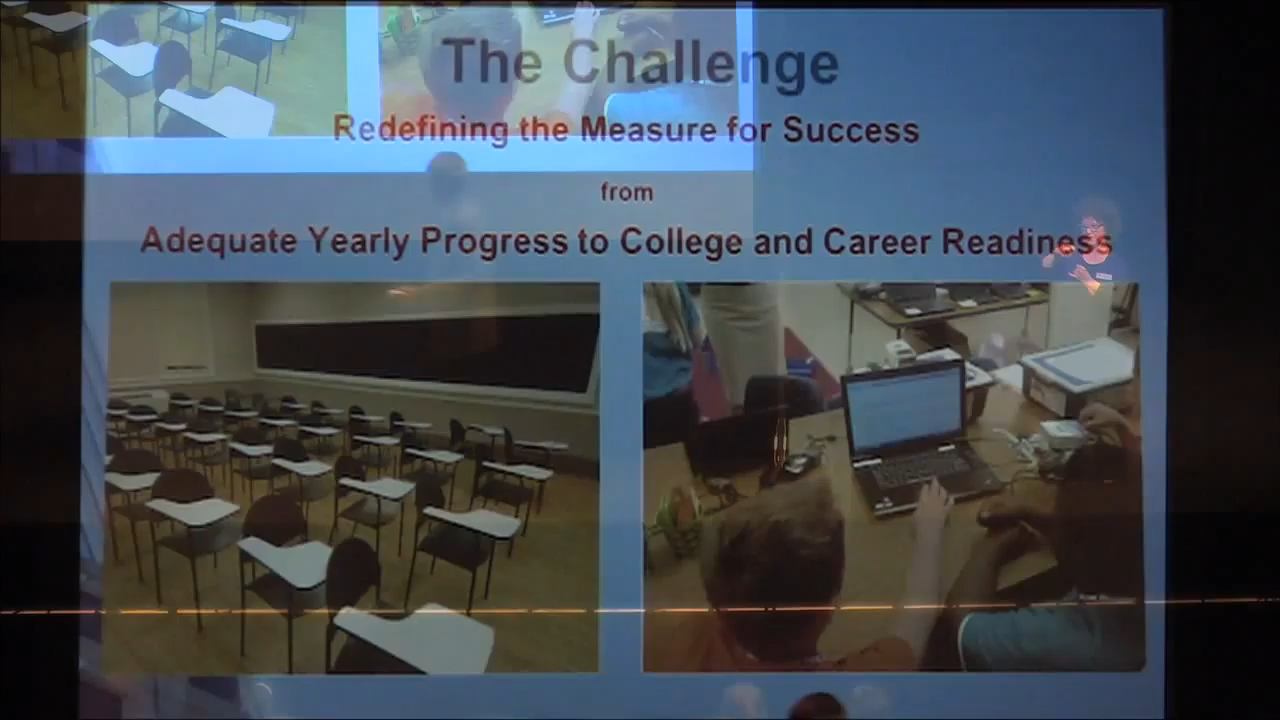 The Challenge
Redefining the Measure for Success
from
Adequate Yearly Progress to College and Career Readiness